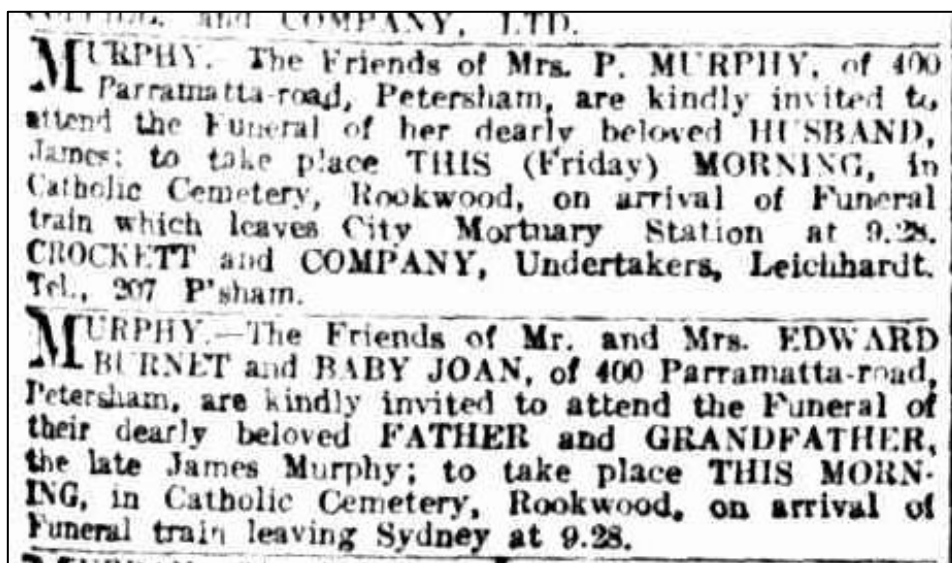 and COMPANY, LTD.
MURPHY. The Friends of Mrs. P. MURPHY, of 400
Parramatta-road, Petersham, are kindly invited to
attend the Funeral of her dearly beloved HUSBAND,
James; to take place THIS (Friday) MORNING, in
Catholic Cemetery, Rookwood, on arrival of Funeral
train which leaves City Mortuary Station at 9.28.
CROCKETT and COMPANY, Undertakers, Leichhardt.
Tel., 207 P'sham.
MURPHY.—The Friends of Mr. and Mrs. EDWARD
BURNET and BABY JOAN, of 400 Parramatta-road,
Petersham, are kindly invited to attend the Funeral of
their dearly beloved FATHER and GRANDFATHER,
the late James Murphy; to take place THIS MORN-
ING, in Catholic Cemetery, Rookwood, on arrival of
Funeral train leaving Sydney at 9.28.